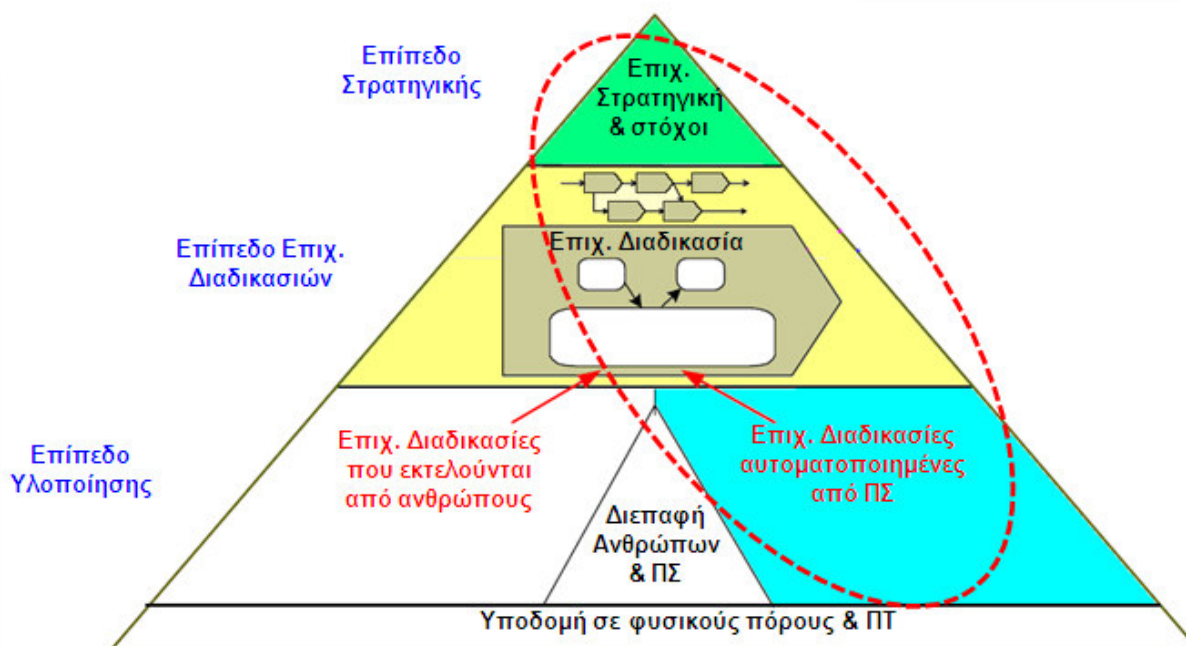 Επίπεδο
Στρατηγικής
Επιχ.
Στρατηγική
& στόχοι
Επίπεδο Επιχ.
Διαδικασιών
Επιχ. Διαδικασία
Επίπεδο
Υλοποίησης
Επιχ. Διαδικασίες
που εκτελούνται
από ανθρώπους
Διεπαφή
Ανθρώπων
& ΠΣ
Επιχ. Διαδικασίες
αυτοματοποιημένες
από ΠΣ
Υποδομή σε φυσικούς πόρους & ΠΤ